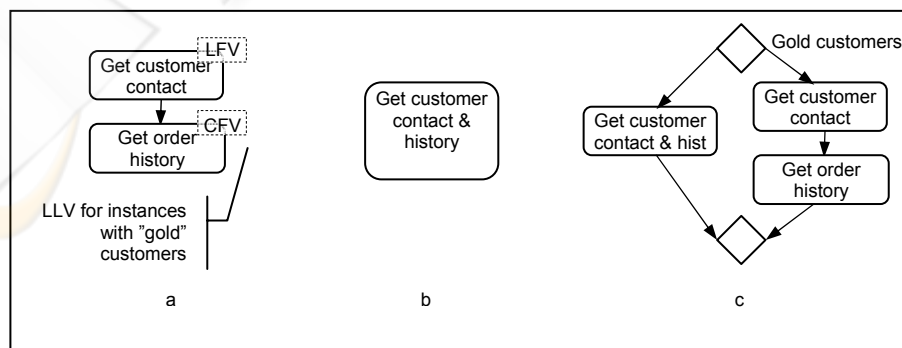 LFV
Get customer
contact
CFV
Get order
history
LLV for instances
with ”gold”
customers
a
Get customer
contact &
history
b
Gold customers
Get customer
contact & hist
Get customer
contact
Get order
history
c